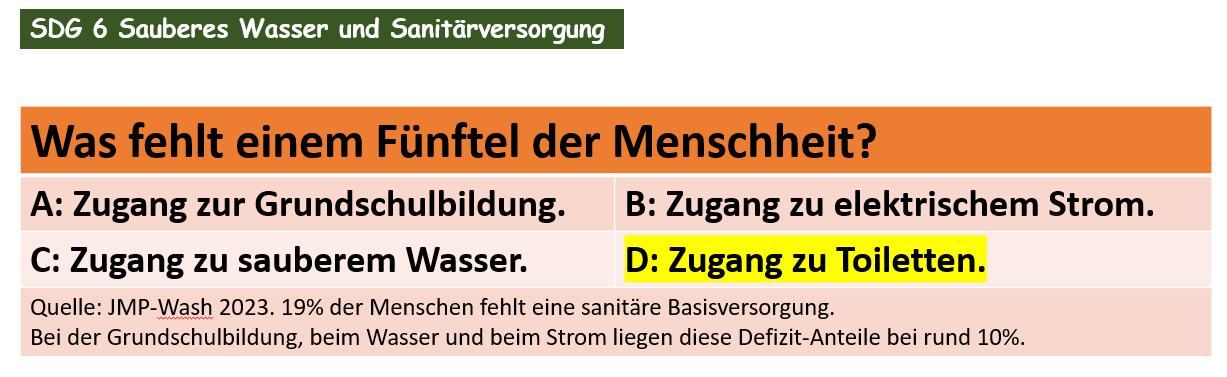 SDG 6 Sauberes Wasser und Sanitärversorgung
Was fehlt einem Fünftel der Menschheit?
A: Zugang zur Grundschulbildung.
B: Zugang zu elektrischem Strom.
C: Zugang zu sauberem Wasser.
D: Zugang zu Toiletten.
Quelle: JMP-Wash 2023. 19% der Menschen fehlt eine sanitäre Basisversorgung.
Bei der Grundschulbildung, beim Wasser und beim Strom liegen diese Defizit-Anteile bei rund 10%.